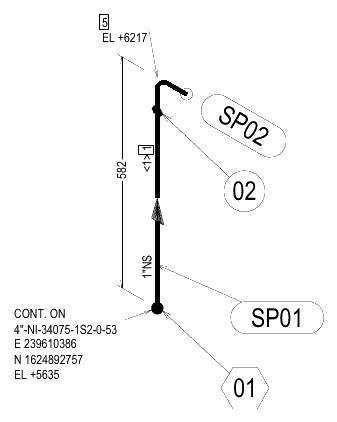 5
EL +6217
SP02
582
<1> 1
02
1"NS
SP01
CONT. ON
4"-NI-34075-1S2-0-53
E 239610386
N 1624892757
EL +5635
01